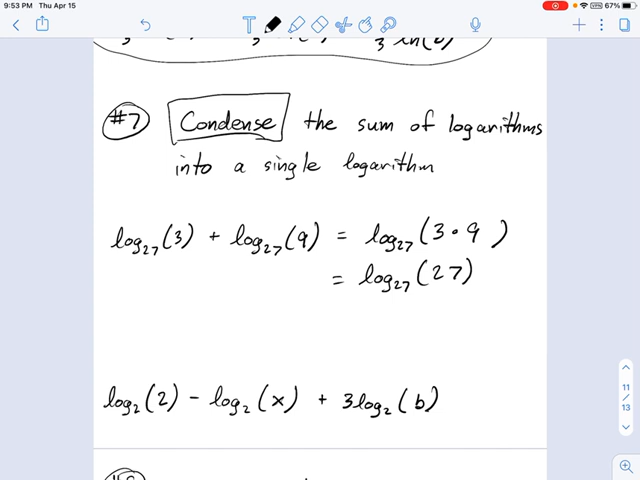 9:53 PM Thu Apr 15
VPN 67%
#7 Condense the sum of logarithms
into a single logarithm
log₂₇(3) + log₂₇(9) = log₂₇(3•9)
= log₂₇(27)
log₂(2) - log₂(x) + 3log₂(b)
11
/
13